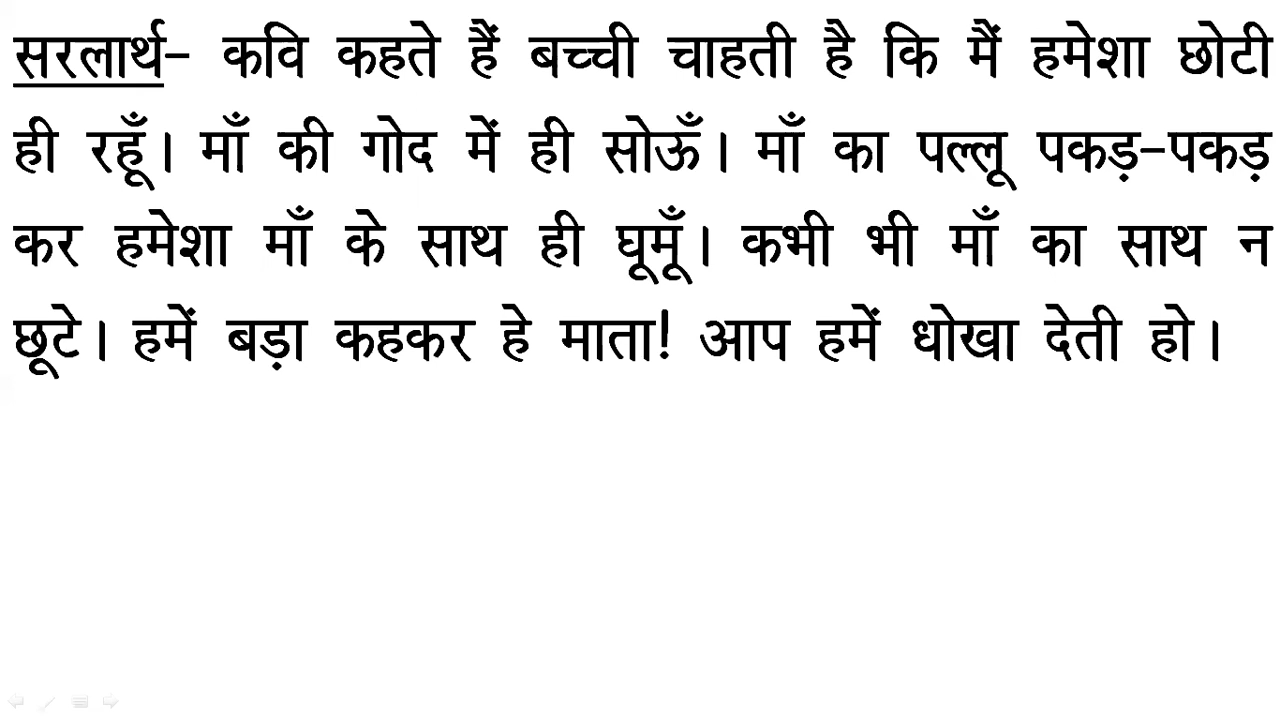 सरलार्थ- कवि कहते हैं बच्ची चाहती है कि मैं हमेशा छोटी
ही रहूँ। माँ की गोद में ही सोऊँ। माँ का पल्लू पकड़-पकड़
कर हमेशा माँ के साथ ही घूमूँ। कभी भी माँ का साथ न
छूटे। हमें बड़ा कहकर हे माता! आप हमें धोखा देती हो।